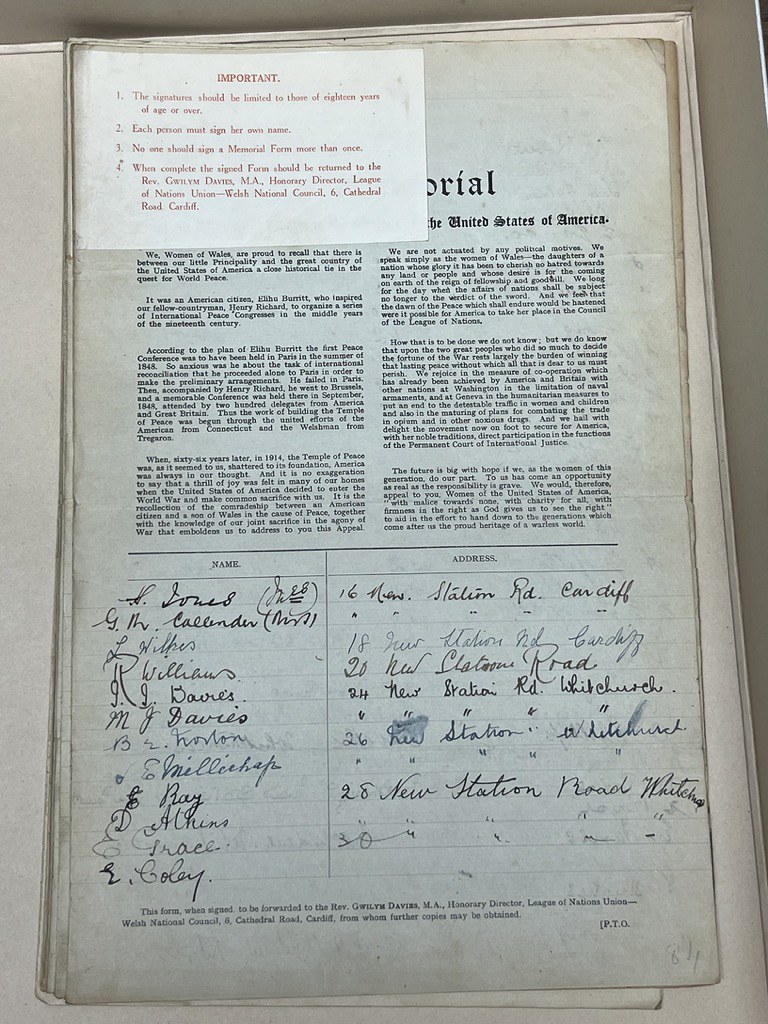 IMPORTANT.
1. The signatures should be limited to those of eighteen years
of age or over.
2. Each person must sign her own name.
3. No one should sign a Memorial Form more than once.
4. When complete the signed Form should be returned to the
Rev. GWILYM DAVIES, M.A., Honorary Director, League
of Nations Union—Welsh National Council, 6, Cathedral
Road, Cardiff.
orial
the United States of America.
We, Women of Wales, are proud to recall that there is
between our little Principality and the great country of
the United States of America a close historical tie in the
quest for World Peace.
It was an American citizen, Elihu Burritt, who inspired
our fellow-countryman, Henry Richard, to organize a series
of International Peace Congresses in the middle years
of the nineteenth century.
According to the plan of Elihu Burritt the first Peace
Conference was to have been held in Paris in the summer of
1848. So anxious was he about the task of international
reconciliation that he proceeded alone to Paris in order to
make the preliminary arrangements. He failed in Paris.
Then, accompanied by Henry Richard, he went to Brussels,
and a memorable Conference was held there in September,
1848, attended by two hundred delegates from America
and Great Britain. Thus the work of building the Temple
of Peace was begun through the united efforts of the
American from Connecticut and the Welshman from
Tregaron.
When, sixty-six years later, in 1914, the Temple of Peace
was, as it seemed to us, shattered to its foundation, America
was always in our thought. And it is no exaggeration
to say that a thrill of joy was felt in many of our homes
when the United States of America decided to enter the
World War and make common sacrifice with us. It is the
recollection of the comradeship between an American
citizen and a son of Wales in the cause of Peace, together
with the knowledge of our joint sacrifice in the agony of
War that emboldens us to address to you this Appeal.
We are not actuated by any political motives. We
speak simply as the women of Wales—the daughters of a
nation whose glory it has been to cherish no hatred towards
any land or people and whose desire is for the coming
on earth of the reign of fellowship and goodwill. We long
for the day when the affairs of nations shall be subject
no longer to the verdict of the sword. And we feel that
the dawn of the Peace which shall endure would be hastened
were it possible for America to take her place in the Council
of the League of Nations.
How that is to be done we do not know; but we do know
that upon the two great peoples who did so much to decide
the fortune of the War rests largely the burden of winning
that lasting peace without which all that is dear to us must
perish. We rejoice in the measure of co-operation which
has already been achieved by America and Britain with
other nations at Washington in the limitation of naval
armaments, and at Geneva in the humanitarian measures to
put an end to the detestable traffic in women and children
and also in the maturing of plans for combating the trade
in opium and in other noxious drugs. And we hail with
delight the movement now on foot to secure for America,
with her noble traditions, direct participation in the functions
of the Permanent Court of International Justice.
The future is big with hope if we, as the women of this
generation, do our part. To us has come an opportunity
as real as the responsibility is grave. We would, therefore,
appeal to you, Women of the United States of America,
"with malice towards none, with charity for all, with
firmness in the right as God gives us to see the right"
to aid in the effort to hand down to the generations which
come after us the proud heritage of a warless world.
NAME. ADDRESS.
H. Jones (Mrs) 16 New. Station Rd. Cardiff
G. M. Callender (Mrs) " " " " "
L Wilkes 18 New Station Rd Cardiff
R Williams 20 New Station Road
I. J. Davies. 24 New Station Rd. Whitchurch.
M J Davies " " " "
B E. Norton 26 New Station " Whitchurch.
E Millichap " " " "
E Ray 28 New Station Road
D Atkins " " " "
E Trace. 30 " " " "
E. Coley.
This form, when signed, to be forwarded to the Rev. GWILYM DAVIES, M.A., Honorary Director, League of Nations Union—
Welsh National Council, 6, Cathedral Road, Cardiff, from whom further copies may be obtained.
[P.T.O.